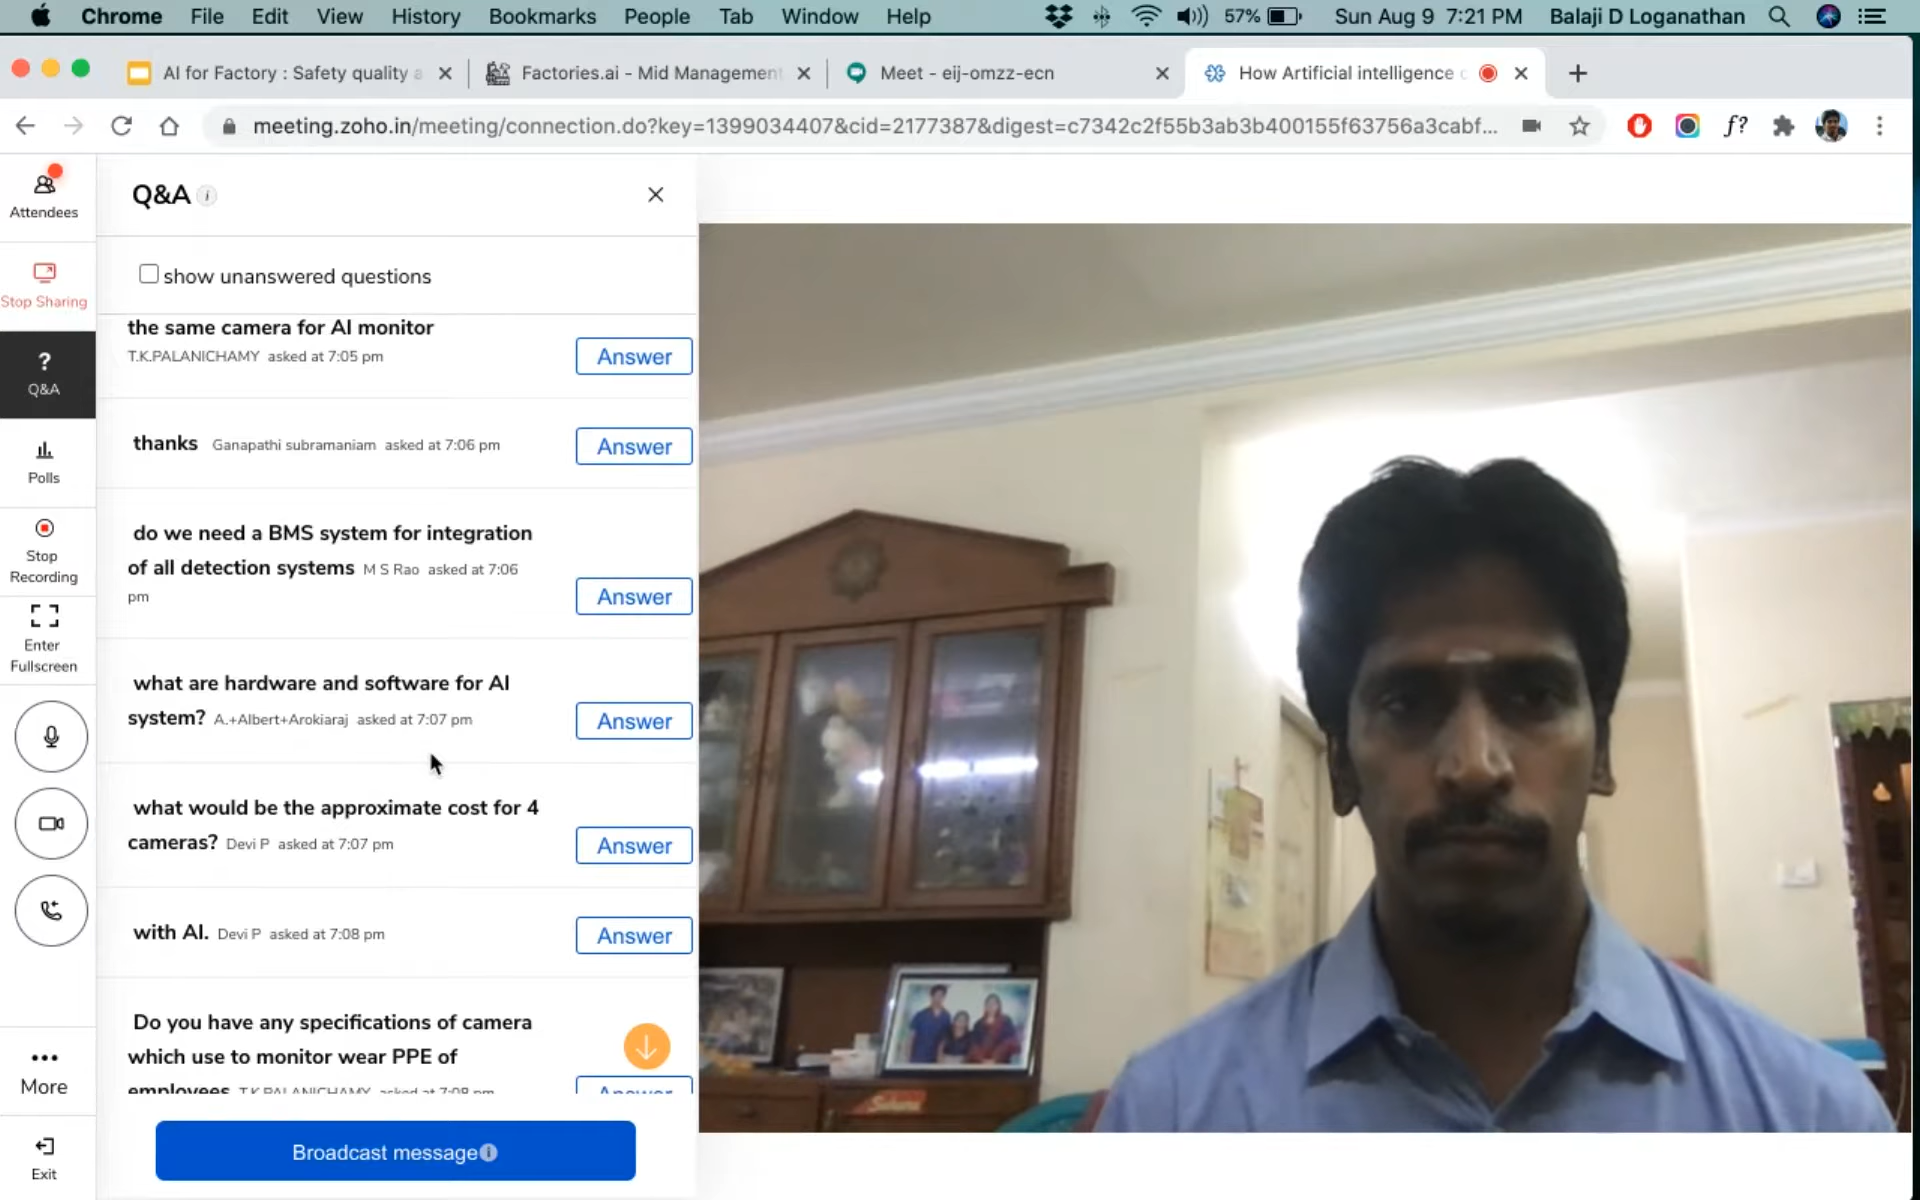 Chrome File Edit View History Bookmarks People Tab Window Help 57% Sun Aug 9 7:21 PM Balaji D Loganathan
AI for Factory : Safety quality a Factories.ai - Mid Management Meet - eij-omzz-ecn How Artificial intelligence c
meeting.zoho.in/meeting/connection.do?key=1399034407&cid=2177387&digest=c7342c2f55b3ab3b400155f63756a3cabf... f?
Attendees
Stop Sharing
?
Q&A
Polls
Stop
Recording
Enter
Fullscreen
More
Exit
Q&A i
show unanswered questions
the same camera for AI monitor
T.K.PALANICHAMY asked at 7:05 pm
Answer
thanks Ganapathi subramaniam asked at 7:06 pm
Answer
do we need a BMS system for integration
of all detection systems M S Rao asked at 7:06
pm
Answer
what are hardware and software for AI
system? A.+Albert+Arokiaraj asked at 7:07 pm
Answer
what would be the approximate cost for 4
cameras? Devi P asked at 7:07 pm
Answer
with AI. Devi P asked at 7:08 pm
Answer
Do you have any specifications of camera
which use to monitor wear PPE of
employees T.K.PALANICHAMY asked at 7:08 pm
Answer
Broadcast message i